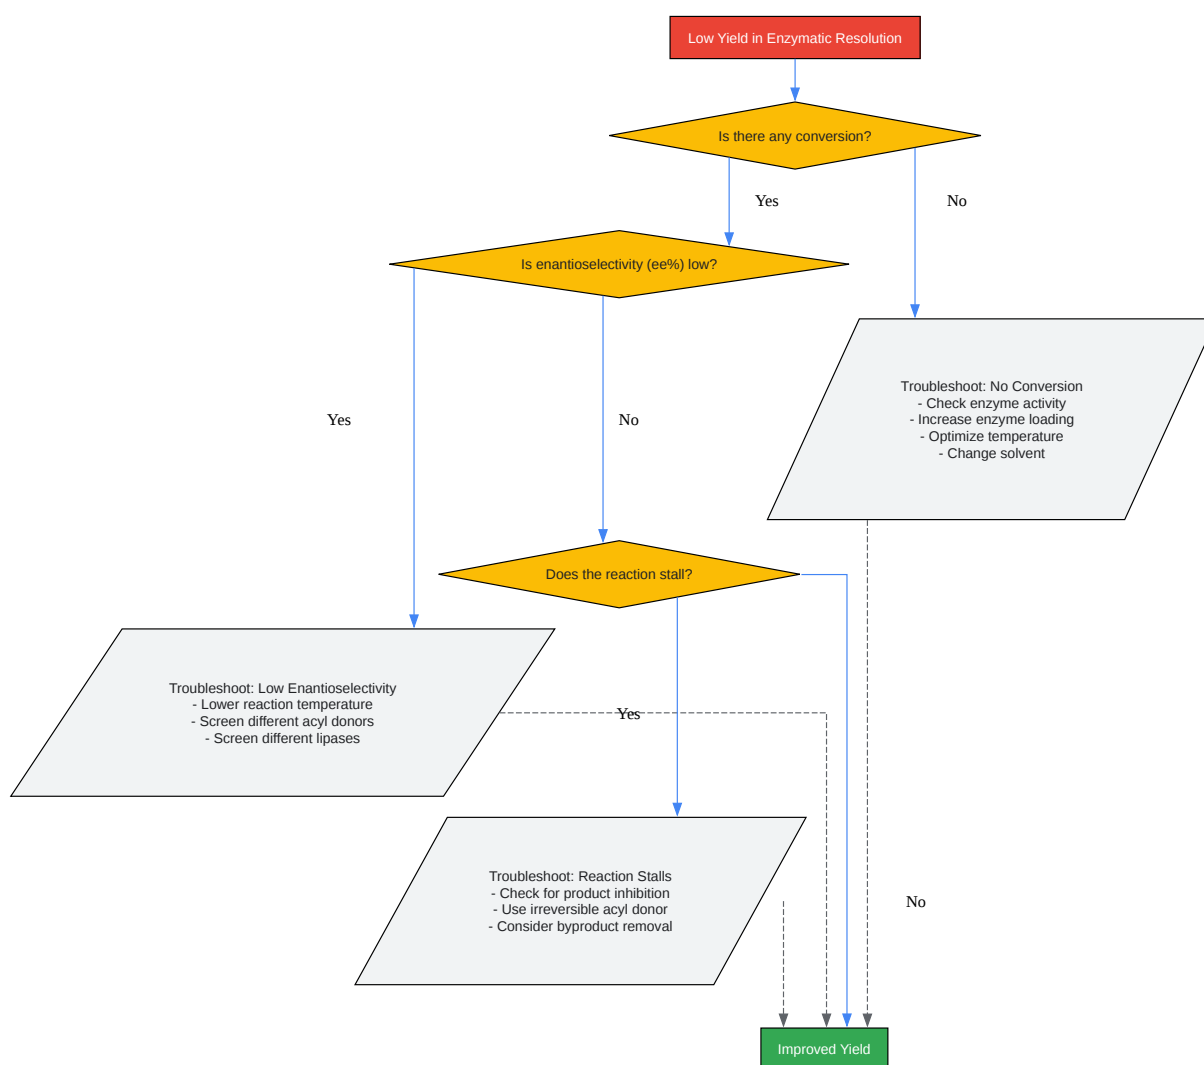 Low Yield in Enzymatic Resolution
Is there any conversion?
Yes
No
Is enantioselectivity (ee%) low?
Yes
No
Troubleshoot: No Conversion
- Check enzyme activity
- Increase enzyme loading
- Optimize temperature
- Change solvent
Does the reaction stall?
Troubleshoot: Low Enantioselectivity
- Lower reaction temperature
- Screen different acyl donors
- Screen different lipases
Yes
Troubleshoot: Reaction Stalls
- Check for product inhibition
- Use irreversible acyl donor
- Consider byproduct removal
No
Improved Yield